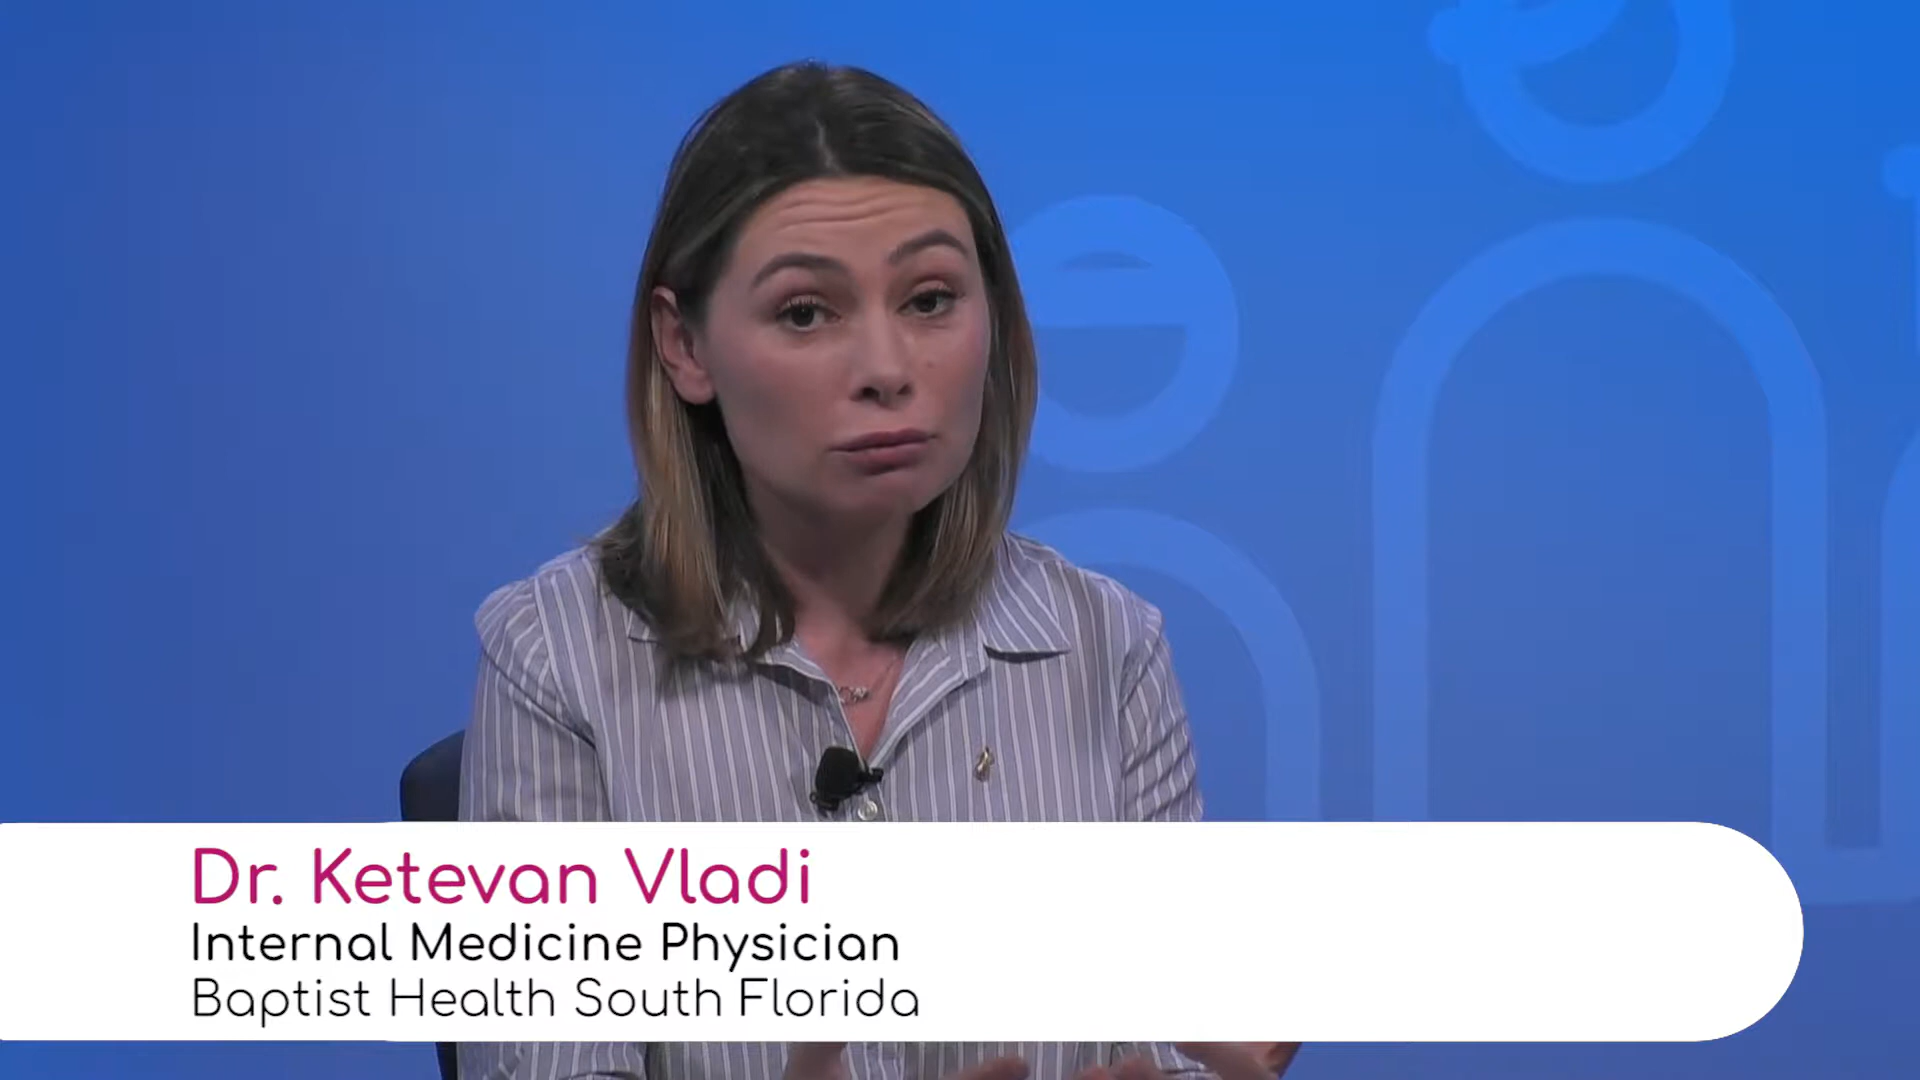 Dr. Ketevan Vladi
Internal Medicine Physician
Baptist Health South Florida